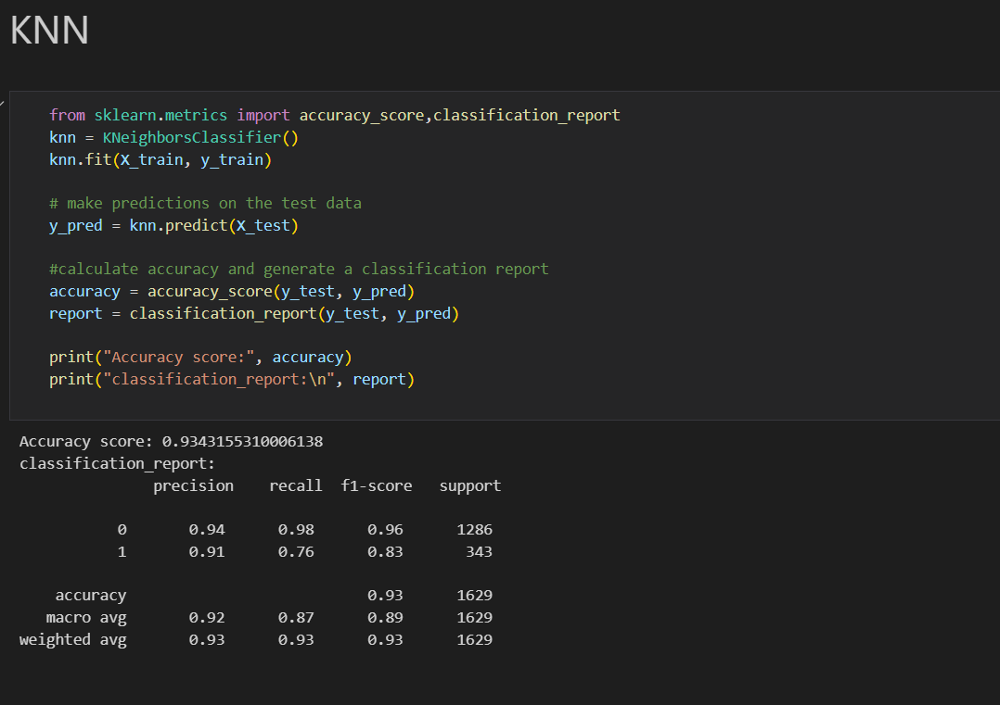 KNN
from sklearn.metrics import accuracy_score,classification_report
knn = KNeighborsClassifier()
knn.fit(X_train, y_train)
# make predictions on the test data
y_pred = knn.predict(X_test)
#calculate accuracy and generate a classification report
accuracy = accuracy_score(y_test, y_pred)
report = classification_report(y_test, y_pred)
print("Accuracy score:", accuracy)
print("classification_report:\n", report)
Accuracy score: 0.9343155310006138
classification_report:
precision recall f1-score support
0 0.94 0.98 0.96 1286
1 0.91 0.76 0.83 343
accuracy 0.93 1629
macro avg 0.92 0.87 0.89 1629
weighted avg 0.93 0.93 0.93 1629